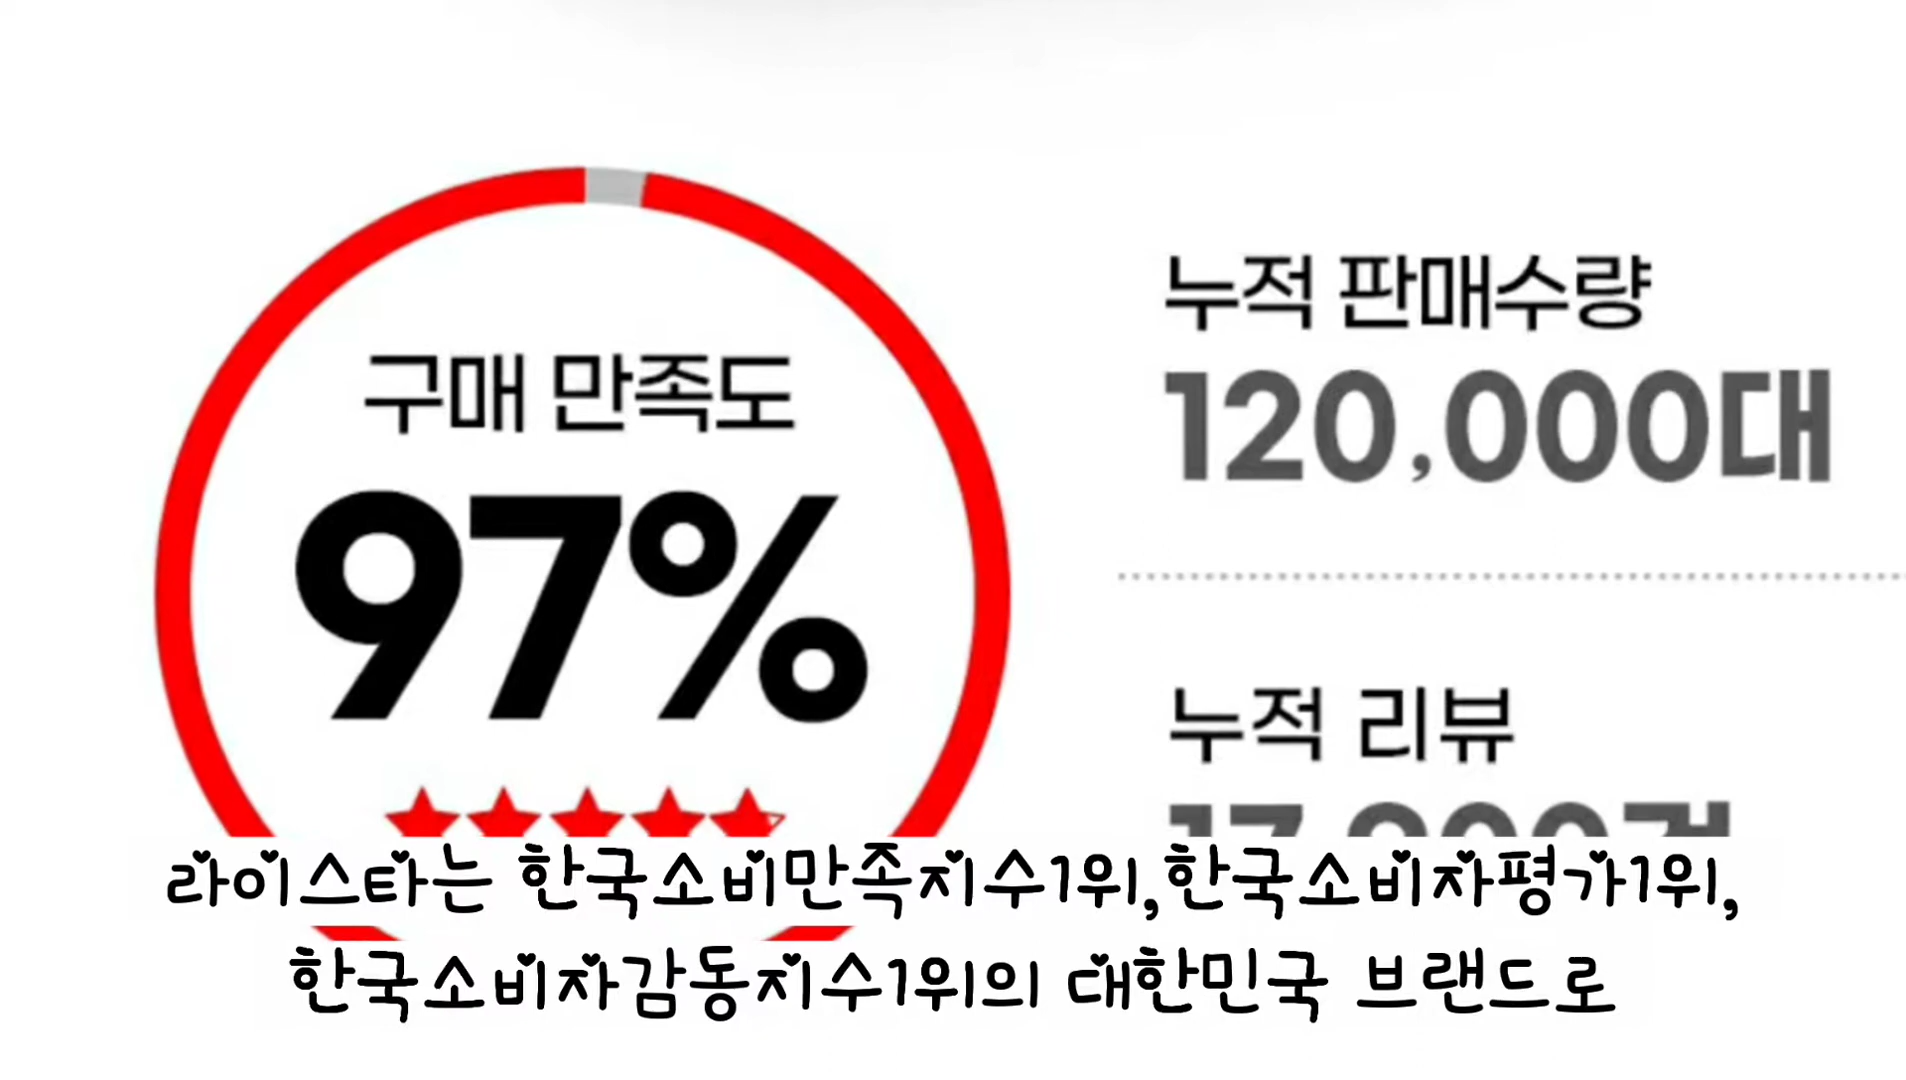 구매 만족도
97%
누적 판매수량
120,000대
누적 리뷰
라이스타는 한국소비만족지수1위,한국소비자평가1위,
한국소비자감동지수1위의 대한민국 브랜드로